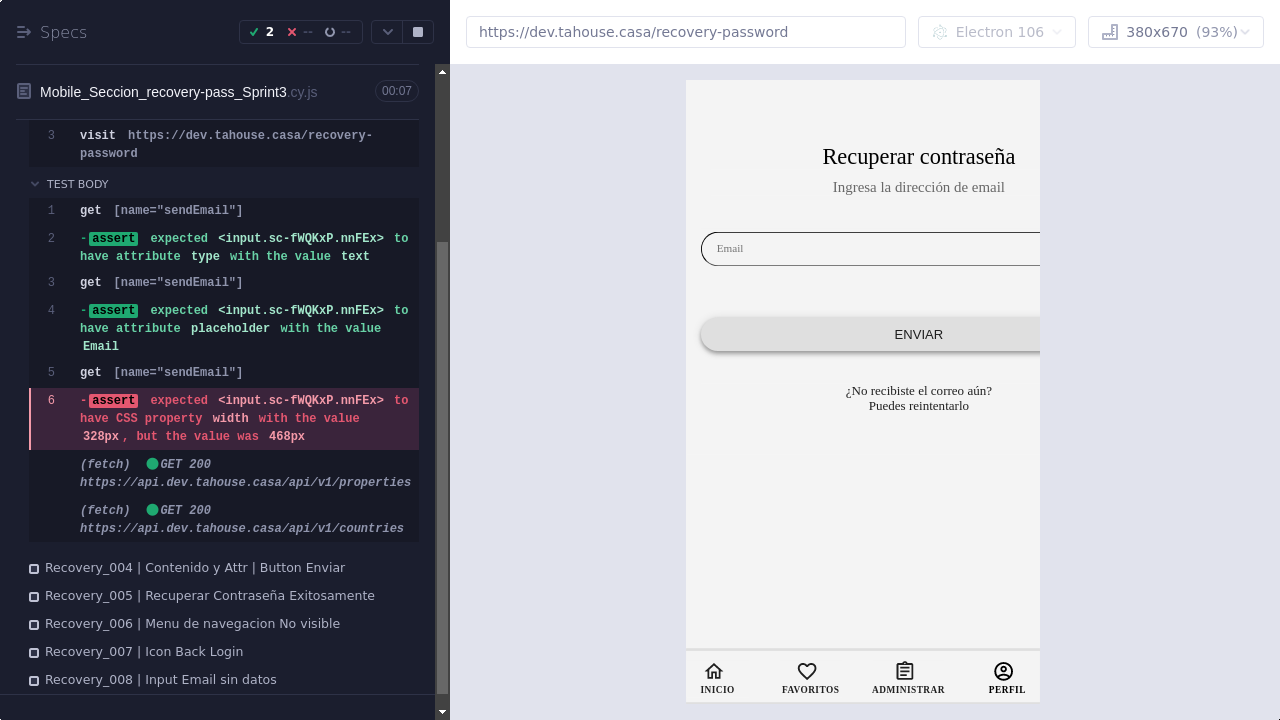 Specs
2 -- --
https://dev.tahouse.casa/recovery-password
Electron 106
380x670 (93%)
Mobile_Seccion_recovery-pass_Sprint3.cy.js
00:07
3 visit https://dev.tahouse.casa/recovery-
password
TEST BODY
1 get [name="sendEmail"]
2 -assert expected <input.sc-fWQKxP.nnFEx> to
have attribute type with the value text
3 get [name="sendEmail"]
4 -assert expected <input.sc-fWQKxP.nnFEx> to
have attribute placeholder with the value
Email
5 get [name="sendEmail"]
6 -assert expected <input.sc-fWQKxP.nnFEx> to
have CSS property width with the value
328px, but the value was 468px
(fetch) GET 200
https://api.dev.tahouse.casa/api/v1/properties
(fetch) GET 200
https://api.dev.tahouse.casa/api/v1/countries
Recovery_004 | Contenido y Attr | Button Enviar
Recovery_005 | Recuperar Contraseña Exitosamente
Recovery_006 | Menu de navegacion No visible
Recovery_007 | Icon Back Login
Recovery_008 | Input Email sin datos
Recuperar contraseña
Ingresa la dirección de email
Email
ENVIAR
¿No recibiste el correo aún?
Puedes reintentarlo
INICIO
FAVORITOS
ADMINISTRAR
PERFIL